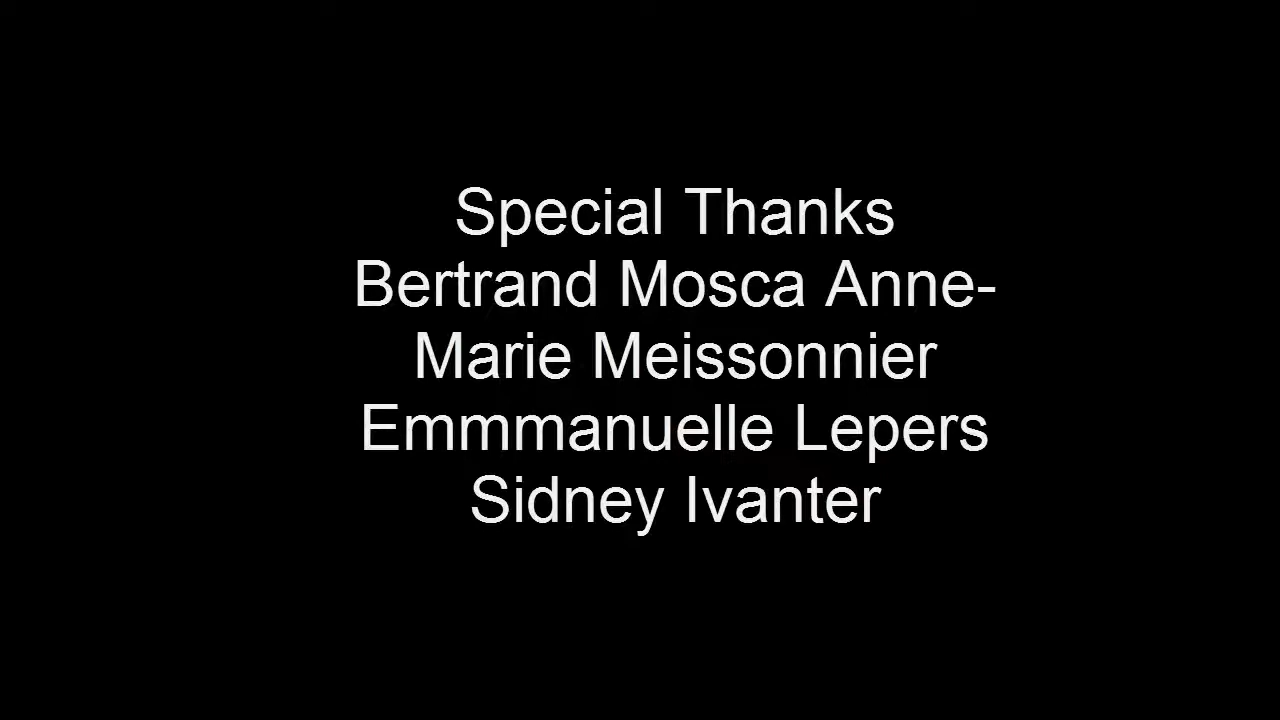 Special Thanks
Bertrand Mosca Anne-
Marie Meissonnier
Emmmanuelle Lepers
Sidney Ivanter